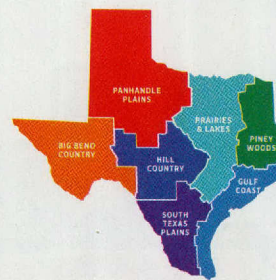 PANHANDLE
PLAINS
PRAIRIES
& LAKES
PINEY
WOODS
BIG BEND
COUNTRY
HILL
COUNTRY
GULF
COAST
SOUTH
TEXAS
PLAINS